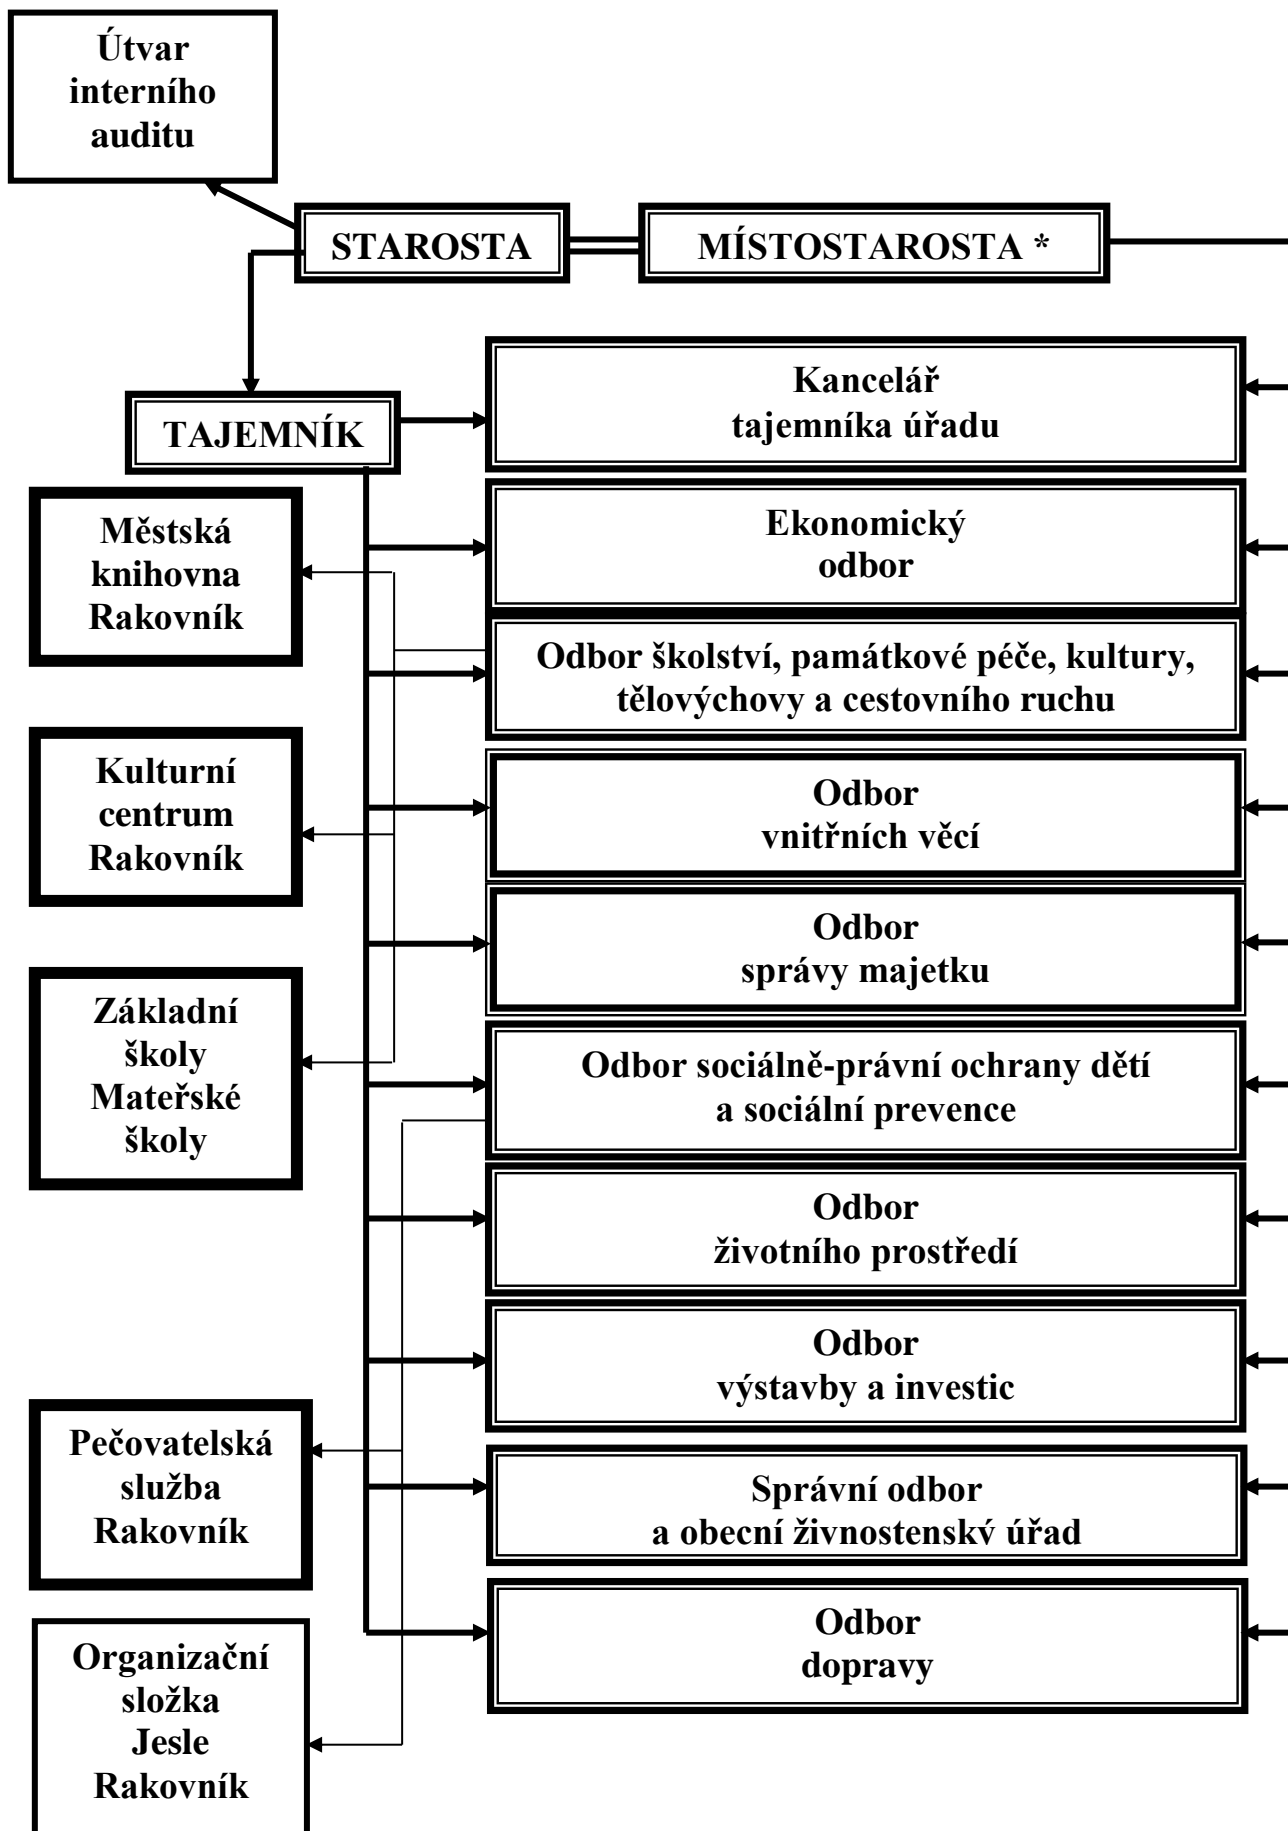 Útvar
interního
auditu
STAROSTA
MÍSTOSTAROSTA *
Kancelář
tajemníka úřadu
TAJEMNÍK
Městská
knihovna
Rakovník
Ekonomický
odbor
Odbor školství, památkové péče, kultury,
tělovýchovy a cestovního ruchu
Kulturní
centrum
Rakovník
Odbor
vnitřních věcí
Odbor
správy majetku
Základní
školy
Mateřské
školy
Odbor sociálně-právní ochrany dětí
a sociální prevence
Odbor
životního prostředí
Odbor
výstavby a investic
Pečovatelská
služba
Rakovník
Správní odbor
a obecní živnostenský úřad
Odbor
dopravy
Organizační
složka
Jesle
Rakovník